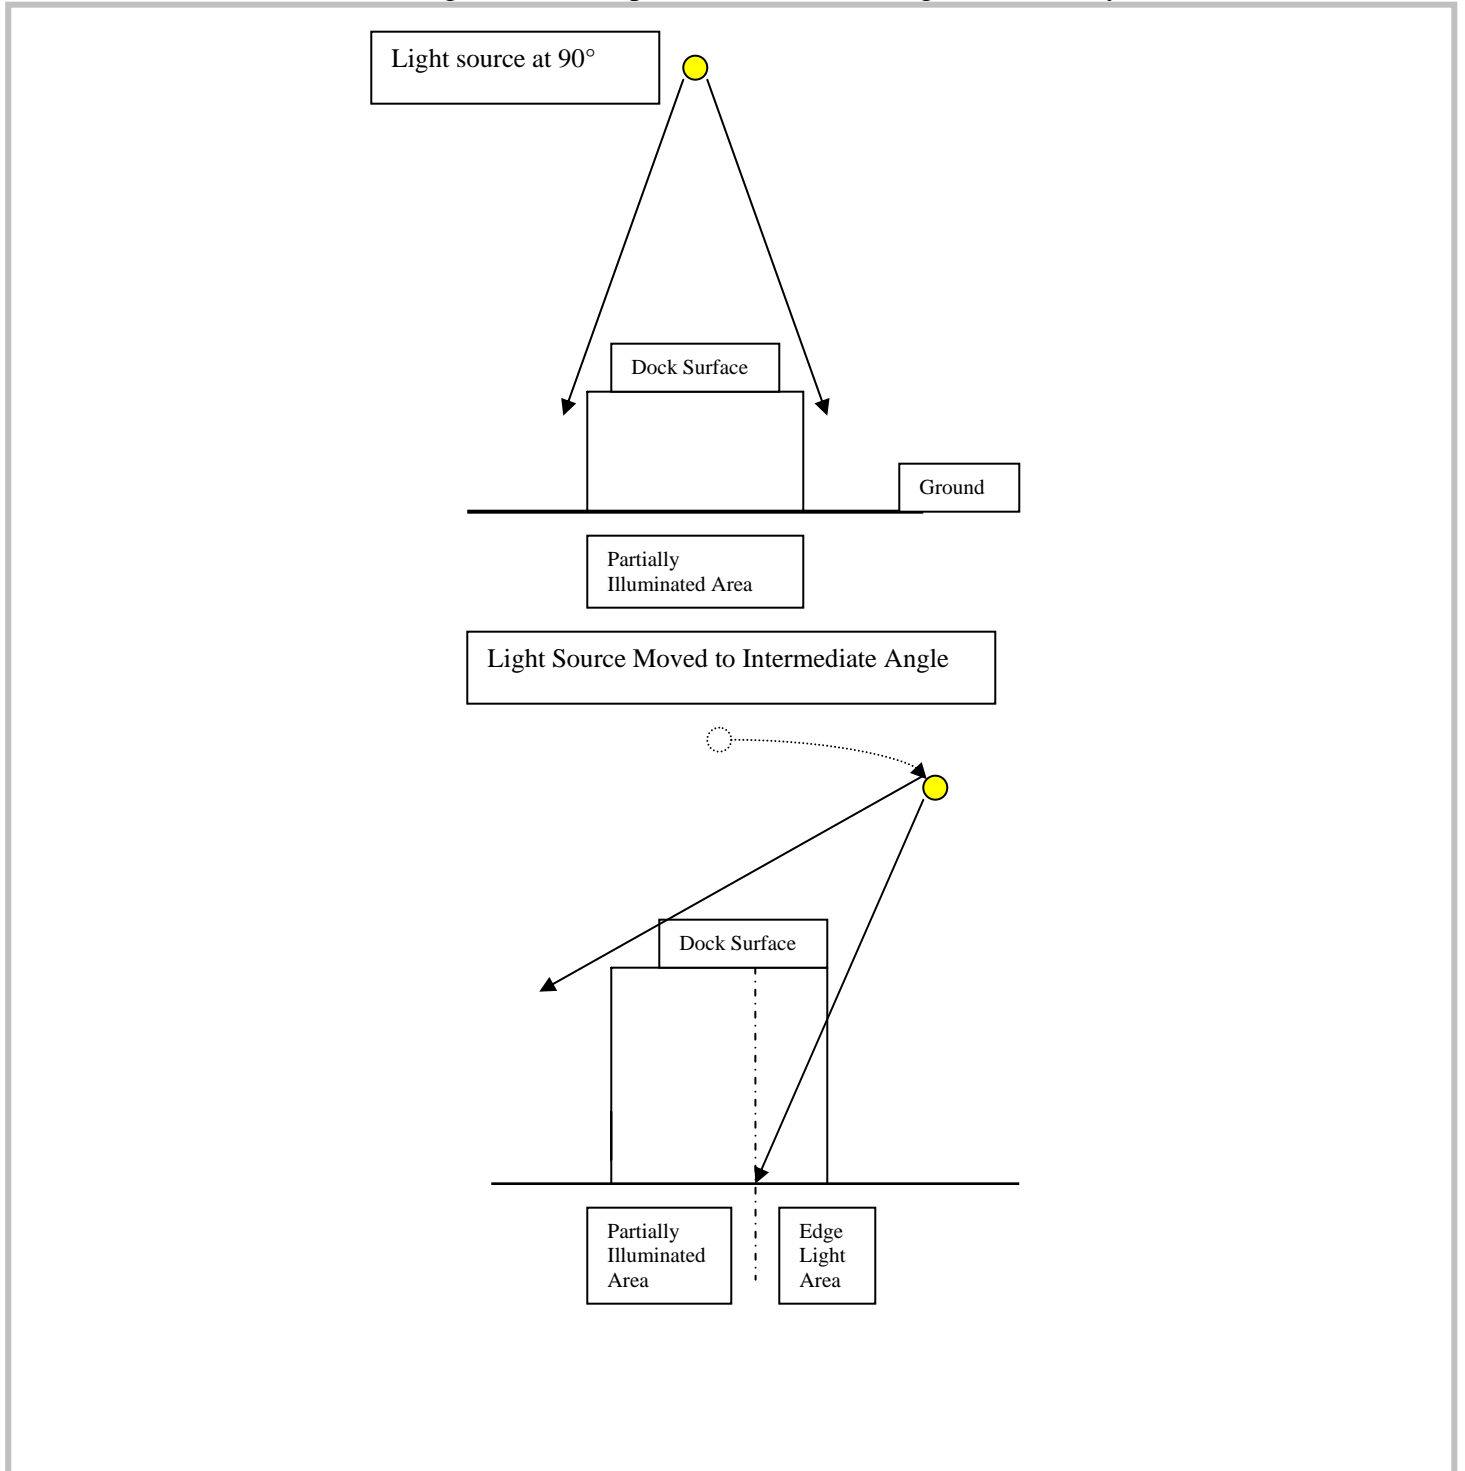 Light source at 90°
Dock Surface
Ground
Partially
Illuminated Area
Light Source Moved to Intermediate Angle
Dock Surface
Partially
Illuminated
Area
Edge
Light
Area